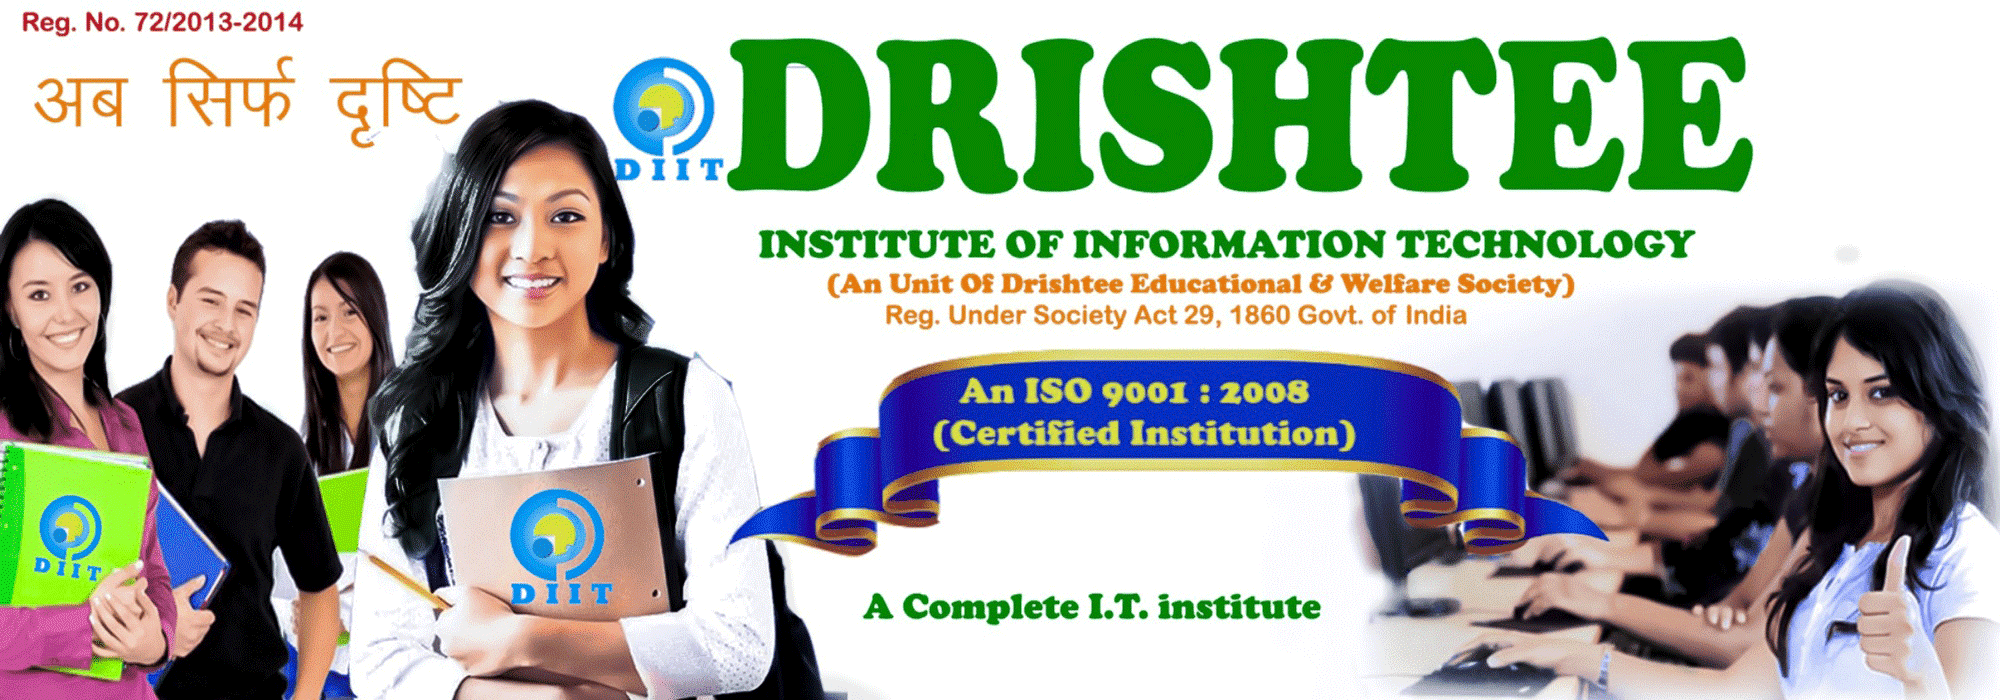 Reg. No. 72/2013-2014
अब सिर्फ दृष्टि
DIIT
DRISHTEE
INSTITUTE OF INFORMATION TECHNOLOGY
(An Unit Of Drishtee Educational & Welfare Society)
Reg. Under Society Act 29, 1860 Govt. of India
An ISO 9001 : 2008
(Certified Institution)
A Complete I.T. institute
DIIT
DIIT